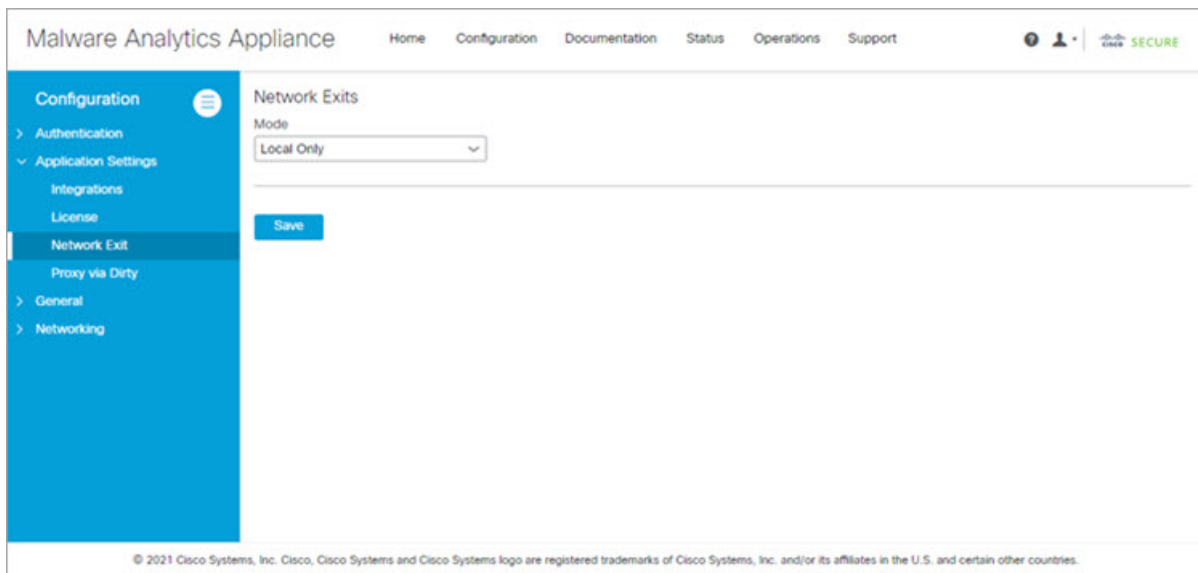 Malware Analytics Appliance
Home Configuration Documentation Status Operations Support
CISCO SECURE
Configuration
Authentication
Application Settings
Integrations
License
Network Exit
Proxy via Dirty
General
Networking
Network Exits
Mode
Local Only
Save
© 2021 Cisco Systems, Inc. Cisco, Cisco Systems and Cisco Systems logo are registered trademarks of Cisco Systems, Inc. and/or its affiliates in the U.S. and certain other countries.